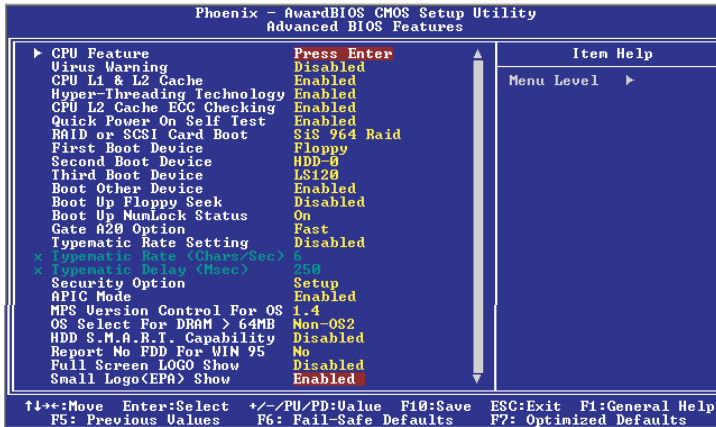 Phoenix - AwardBIOS CMOS Setup Utility
Advanced BIOS Features
CPU Feature Press Enter
Virus Warning Disabled
CPU L1 & L2 Cache Enabled
Hyper-Threading Technology Enabled
CPU L2 Cache ECC Checking Enabled
Quick Power On Self Test Enabled
RAID or SCSI Card Boot SiS 964 Raid
First Boot Device Floppy
Second Boot Device HDD-0
Third Boot Device LS120
Boot Other Device Enabled
Boot Up Floppy Seek Disabled
Boot Up NumLock Status On
Gate A20 Option Fast
Typematic Rate Setting Disabled
x Typematic Rate (Chars/Sec) 6
x Typematic Delay (Msec) 250
Security Option Setup
APIC Mode Enabled
MPS Version Control For OS 1.4
OS Select For DRAM > 64MB Non-OS2
HDD S.M.A.R.T. Capability Disabled
Report No FDD For WIN 95 No
Full Screen LOGO Show Disabled
Small Logo(EPA) Show Enabled
Item Help
Menu Level ▶
↑↓→←:Move Enter:Select +/-/PU/PD:Value F10:Save ESC:Exit F1:General Help
F5: Previous Values F6: Fail-Safe Defaults F7: Optimized Defaults